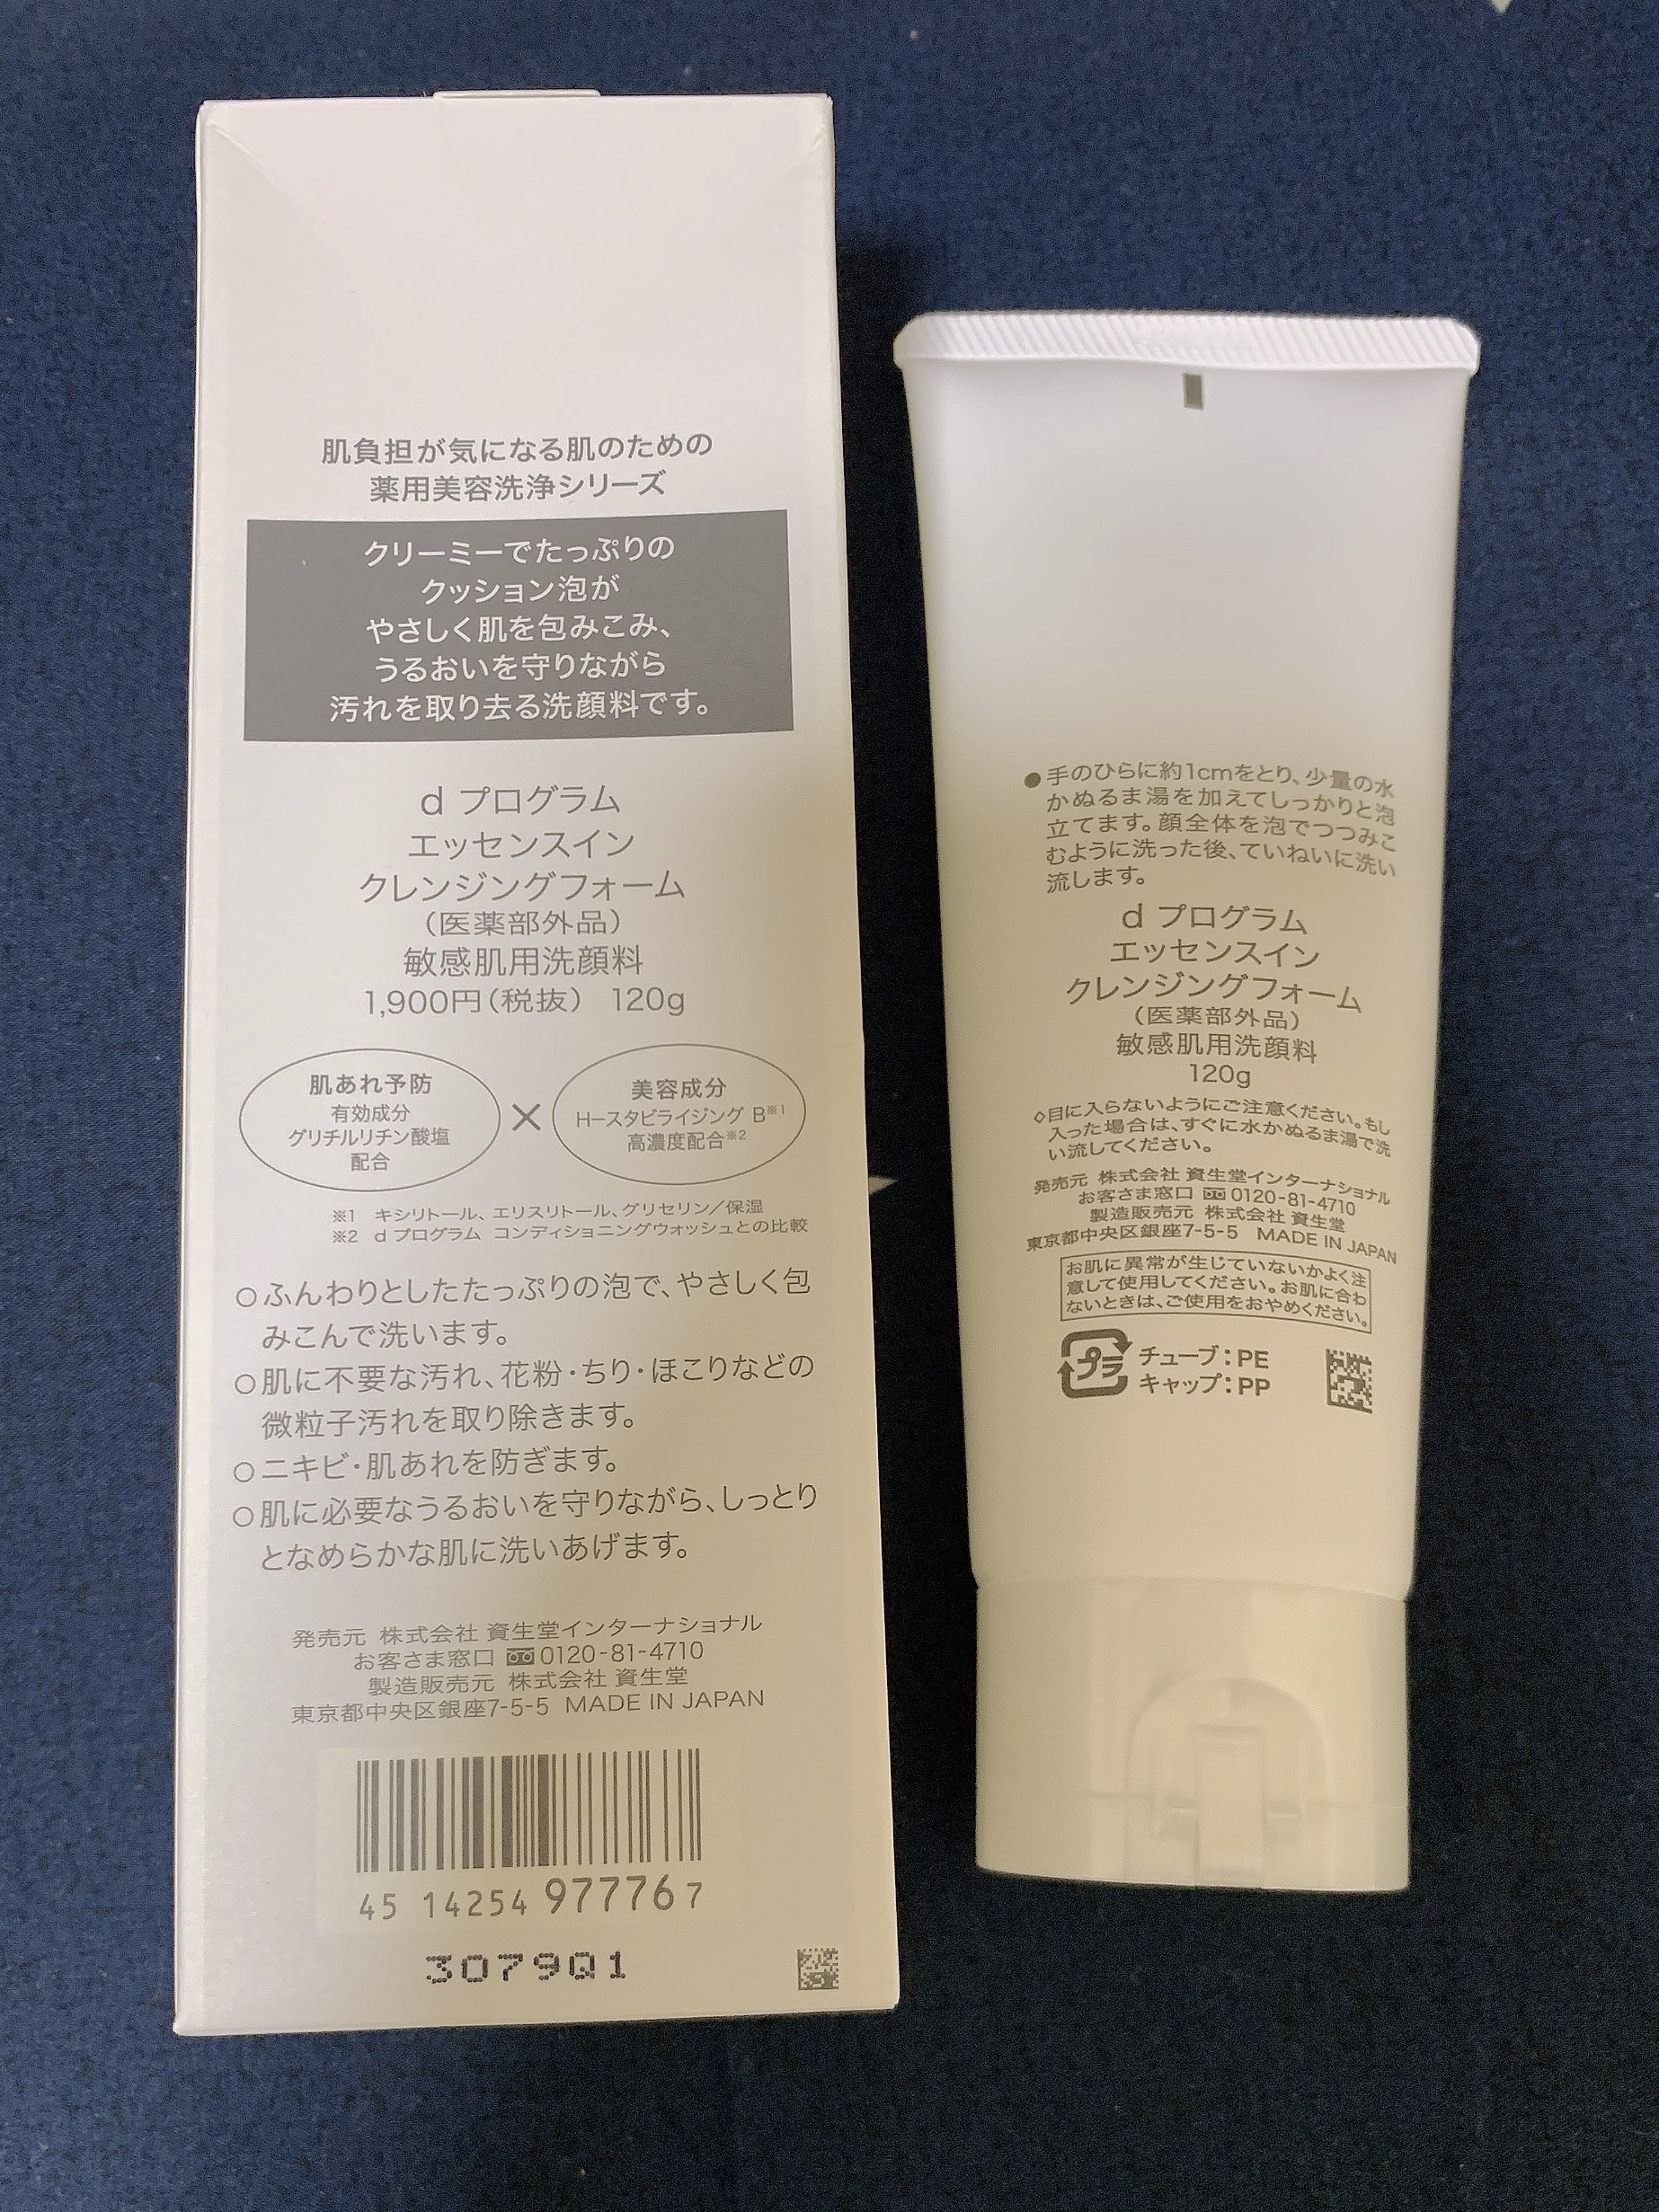 肌負担が気になる肌のための
薬用美容洗浄シリーズ
クリーミーでたっぷりの
クッション泡が
やさしく肌を包みこみ、
うるおいを守りながら
汚れを取り去る洗顔料です。
d プログラム
エッセンスイン
クレンジングフォーム
(医薬部外品)
敏感肌用洗顔料
1,900円(税抜) 120g
肌あれ予防
有効成分
グリチルリチン酸塩
配合
×
美容成分
H-スタビライジング B※1
高濃度配合※2
※1 キシリトール、エリスリトール、グリセリン/保湿
※2 d プログラム コンディショニングウォッシュとの比較
○ふんわりとしたたっぷりの泡で、やさしく包
みこんで洗います。
○肌に不要な汚れ、花粉・ちり・ほこりなどの
微粒子汚れを取り除きます。
○ニキビ・肌あれを防ぎます。
○肌に必要なうるおいを守りながら、しっとり
となめらかな肌に洗いあげます。
発売元 株式会社 資生堂インターナショナル
お客さま窓口 0120-81-4710
製造販売元 株式会社 資生堂
東京都中央区銀座7-5-5 MADE IN JAPAN
45 14254 97776 7
3079Q1
●手のひらに約1cmをとり、少量の水
かぬるま湯を加えてしっかりと泡
立てます。顔全体を泡でつつみこ
むように洗った後、ていねいに洗い
流します。
d プログラム
エッセンスイン
クレンジングフォーム
(医薬部外品)
敏感肌用洗顔料
120g
◇目に入らないようにご注意ください。もし
入った場合は、すぐに水かぬるま湯で洗
い流してください。
発売元 株式会社 資生堂インターナショナル
お客さま窓口 0120-81-4710
製造販売元 株式会社 資生堂
東京都中央区銀座7-5-5 MADE IN JAPAN
お肌に異常が生じていないかよく注
意して使用してください。お肌に合わ
ないときは、ご使用をおやめください。
プラ
チューブ:PE
キャップ:PP